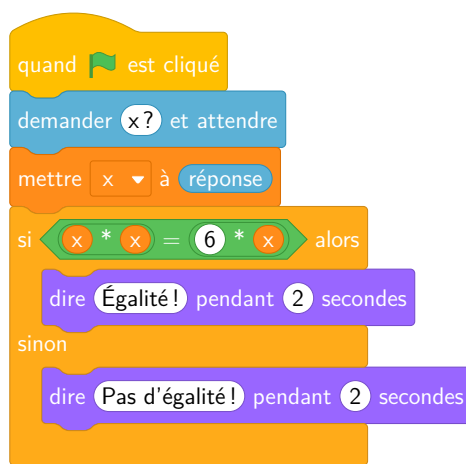 quand est cliqué
demander x? et attendre
mettre x à réponse
si x * x = 6 * x alors
dire Égalité! pendant 2 secondes
sinon
dire Pas d'égalité! pendant 2 secondes